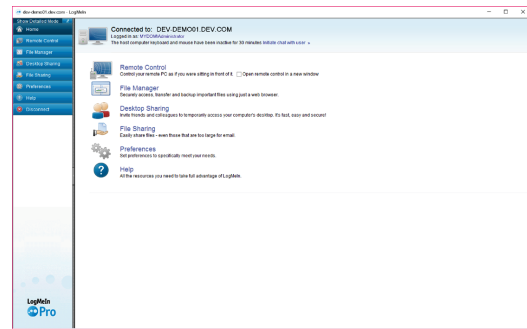 dev-demo01.dev.com - LogMeIn
Show Detailed Mode
Home
Remote Control
File Manager
Desktop Sharing
File Sharing
Preferences
Help
Disconnect
Connected to: DEV-DEMO01.DEV.COM
Logged in as: MYDOM\Administrator
The host computer keyboard and mouse have been inactive for 30 minutes Initiate chat with user »
Remote Control
Control your remote PC as if you were sitting in front of it. Open remote control in a new window
File Manager
Securely access, transfer and backup important files using just a web browser.
Desktop Sharing
Invite friends and colleagues to temporarily access your computer's desktop. It's fast, easy and secure!
File Sharing
Easily share files - even those that are too large for email.
Preferences
Set preferences to specifically meet your needs.
Help
All the resources you need to take full advantage of LogMeIn.
LogMeIn
Pro